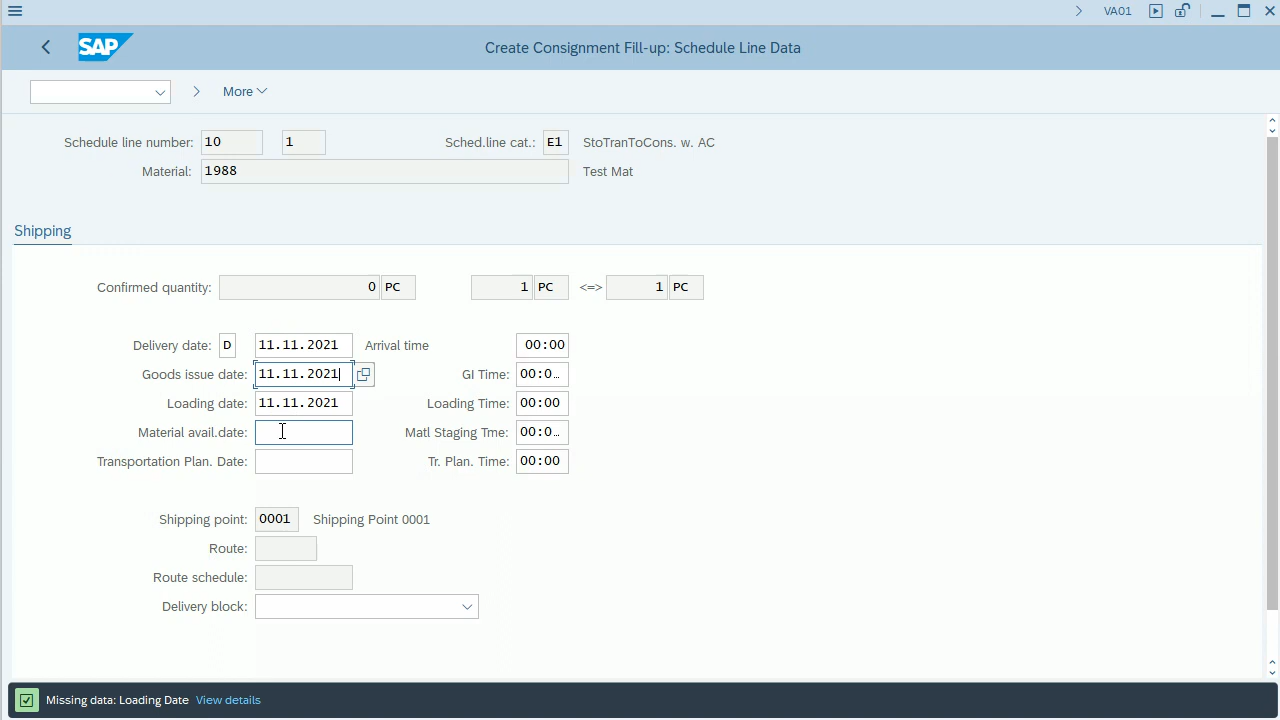 VA01
SAP
Create Consignment Fill-up: Schedule Line Data
More
Schedule line number: 10 1 Sched.line cat.: E1 StoTranToCons. w. AC
Material: 1988 Test Mat
Shipping
Confirmed quantity: 0 PC 1 PC <=> 1 PC
Delivery date: D 11.11.2021 Arrival time 00:00
Goods issue date: 11.11.2021 GI Time: 00:0…
Loading date: 11.11.2021 Loading Time: 00:00
Material avail.date: Matl Staging Tme: 00:0…
Transportation Plan. Date: Tr. Plan. Time: 00:00
Shipping point: 0001 Shipping Point 0001
Route:
Route schedule:
Delivery block:
Missing data: Loading Date View details